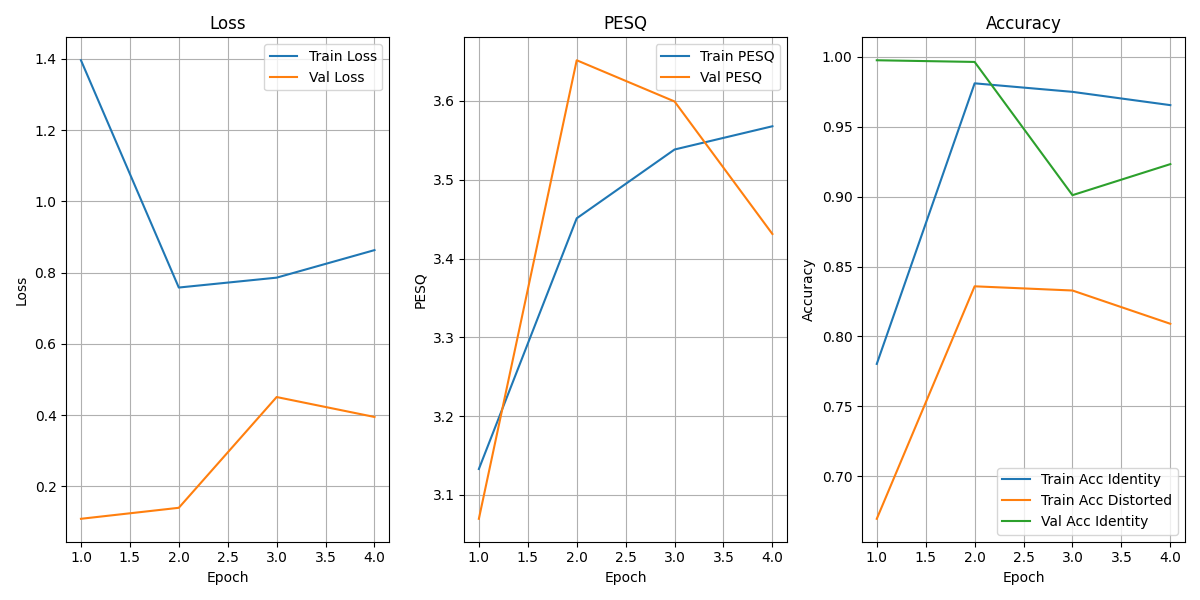 Loss
Train Loss
Val Loss
1.4
1.2
1.0
0.8
0.6
0.4
0.2
Loss
1.0 1.5 2.0 2.5 3.0 3.5 4.0
Epoch
PESQ
Train PESQ
Val PESQ
3.6
3.5
3.4
3.3
3.2
3.1
PESQ
1.0 1.5 2.0 2.5 3.0 3.5 4.0
Epoch
Accuracy
1.00
0.95
0.90
0.85
0.80
0.75
0.70
Accuracy
Train Acc Identity
Train Acc Distorted
Val Acc Identity
1.0 1.5 2.0 2.5 3.0 3.5 4.0
Epoch